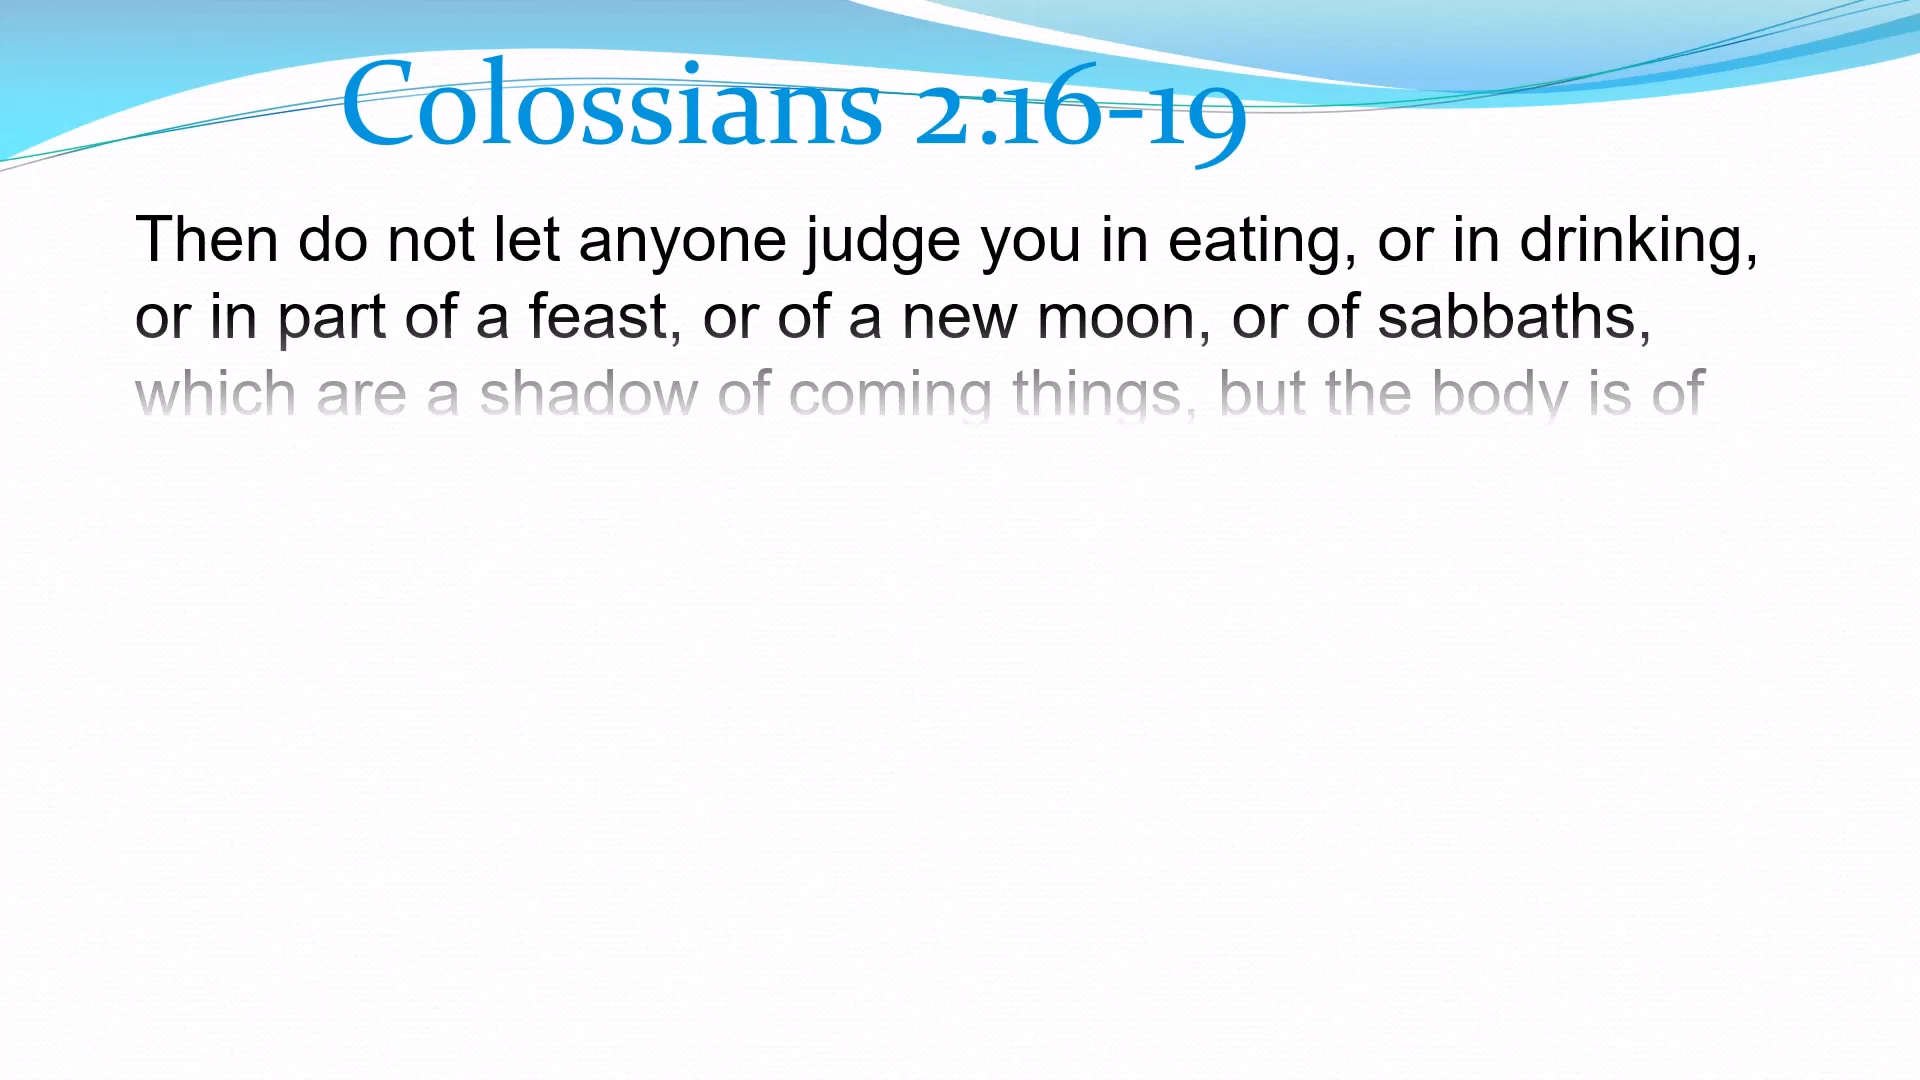 Colossians 2:16-19
Then do not let anyone judge you in eating, or in drinking,
or in part of a feast, or of a new moon, or of sabbaths,
which are a shadow of coming things, but the body is of